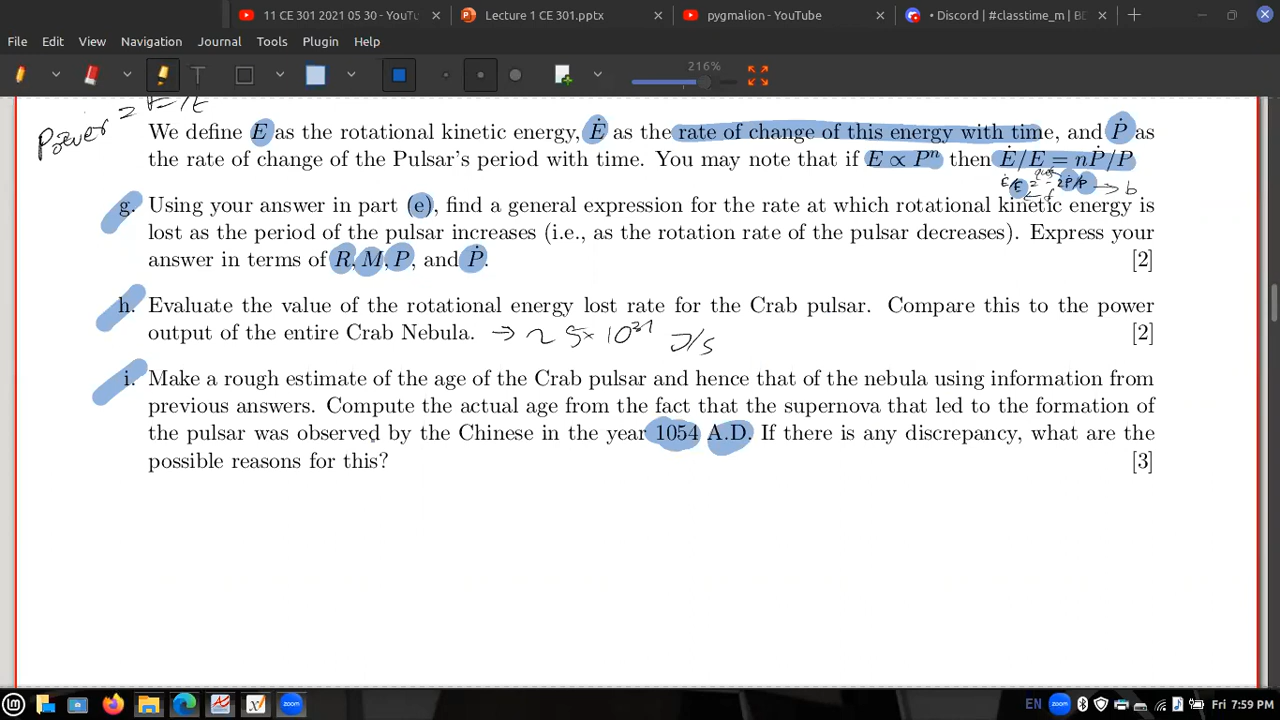 11 CE 301 2021 05 30 - YouTu
Lecture 1 CE 301.pptx
pygmalion - YouTube
• Discord | #classtime_m | BD
File Edit View Navigation Journal Tools Plugin Help
216%
Power = E/t
We define E as the rotational kinetic energy, Ė as the rate of change of this energy with time, and Ṗ as
the rate of change of the Pulsar's period with time. You may note that if E ∝ Pⁿ then Ė/E = nṖ/P
Ė/E = -2Ṗ/P → b
g. Using your answer in part (e), find a general expression for the rate at which rotational kinetic energy is
lost as the period of the pulsar increases (i.e., as the rotation rate of the pulsar decreases). Express your
answer in terms of R, M, P, and Ṗ. [2]
h. Evaluate the value of the rotational energy lost rate for the Crab pulsar. Compare this to the power
output of the entire Crab Nebula. → ~ 5×10³¹ J/s [2]
i. Make a rough estimate of the age of the Crab pulsar and hence that of the nebula using information from
previous answers. Compute the actual age from the fact that the supernova that led to the formation of
the pulsar was observed by the Chinese in the year 1054 A.D. If there is any discrepancy, what are the
possible reasons for this? [3]
EN
Fri 7:59 PM